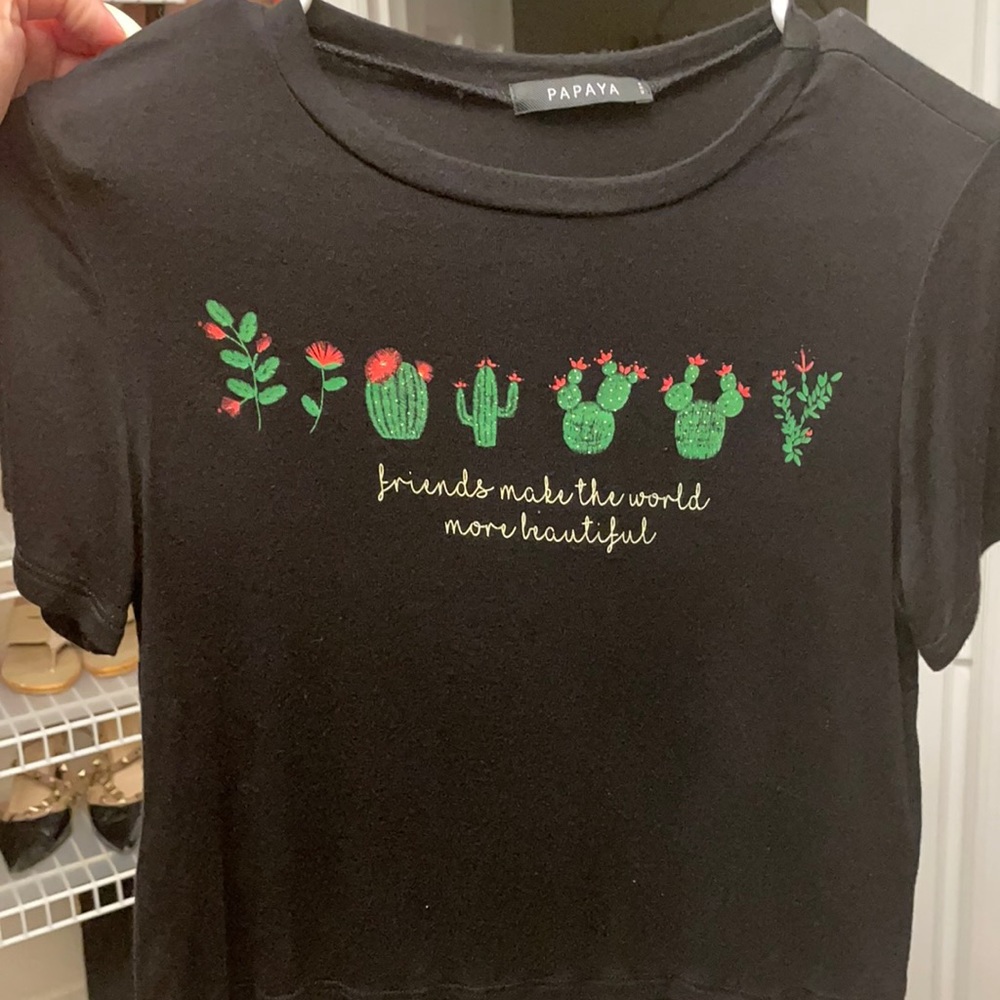 PAPAYA
friends make the world
more beautiful